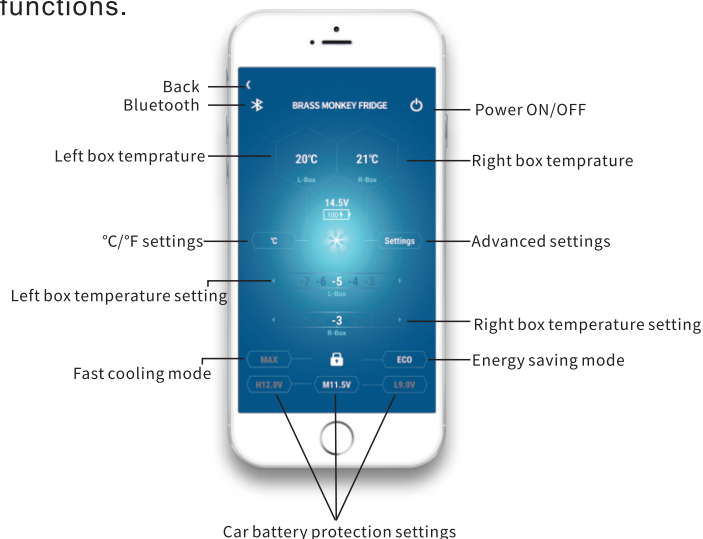 functions.
Back
Bluetooth
BRASS MONKEY FRIDGE
Power ON/OFF
Left box temprature
20℃
21℃
Right box temprature
L-Box
R-Box
14.5V
100
℃/℉ settings
℃
Settings
Advanced settings
-7 -6 -5 -4 -3
L-Box
Left box temperature setting
-3
R-Box
Right box temperature setting
MAX
ECO
Energy saving mode
Fast cooling mode
H12.0V
M11.5V
L9.0V
Car battery protection settings